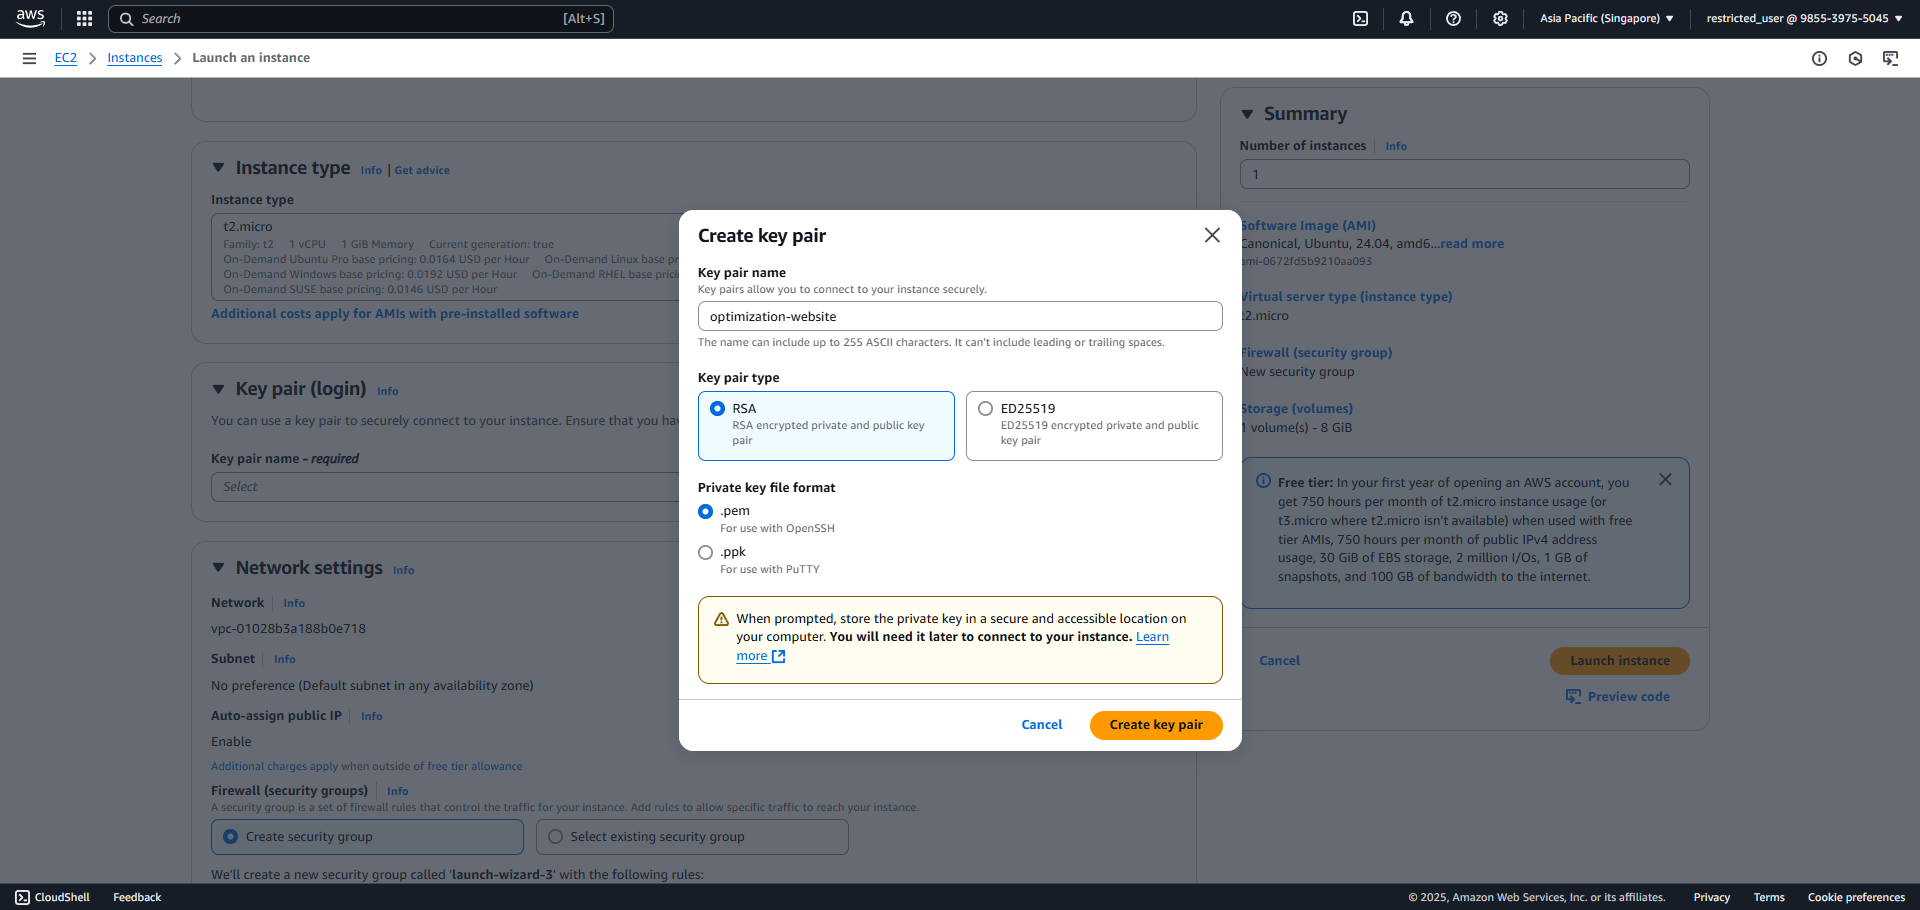 aws
Search
[Alt+S]
Asia Pacific (Singapore)
restricted_user @ 9855-3975-5045
EC2
Instances
Launch an instance
Instance type
Info
Get advice
Instance type
t2.micro
Family: t2 1 vCPU 1 GiB Memory Current generation: true
On-Demand Ubuntu Pro base pricing: 0.0164 USD per Hour On-Demand Linux base pr
On-Demand Windows base pricing: 0.0192 USD per Hour On-Demand RHEL base pricin
On-Demand SUSE base pricing: 0.0146 USD per Hour
Additional costs apply for AMIs with pre-installed software
Key pair (login)
Info
You can use a key pair to securely connect to your instance. Ensure that you hav
Key pair name - required
Select
Network settings
Info
Network
Info
vpc-01028b3a188b0e718
Subnet
Info
No preference (Default subnet in any availability zone)
Auto-assign public IP
Info
Enable
Additional charges apply when outside of free tier allowance
Firewall (security groups)
Info
A security group is a set of firewall rules that control the traffic for your instance. Add rules to allow specific traffic to reach your instance.
Create security group
Select existing security group
We'll create a new security group called 'launch-wizard-3' with the following rules:
Create key pair
Key pair name
Key pairs allow you to connect to your instance securely.
optimization-website
The name can include up to 255 ASCII characters. It can't include leading or trailing spaces.
Key pair type
RSA
RSA encrypted private and public key
pair
ED25519
ED25519 encrypted private and public
key pair
Private key file format
.pem
For use with OpenSSH
.ppk
For use with PuTTY
When prompted, store the private key in a secure and accessible location on
your computer. You will need it later to connect to your instance. Learn
more
Cancel
Create key pair
Summary
Number of instances
Info
1
Software Image (AMI)
Canonical, Ubuntu, 24.04, amd6...read more
ami-0672fd5b9210aa093
Virtual server type (instance type)
t2.micro
Firewall (security group)
New security group
Storage (volumes)
1 volume(s) - 8 GiB
Free tier: In your first year of opening an AWS account, you
get 750 hours per month of t2.micro instance usage (or
t3.micro where t2.micro isn't available) when used with free
tier AMIs, 750 hours per month of public IPv4 address
usage, 30 GiB of EBS storage, 2 million I/Os, 1 GB of
snapshots, and 100 GB of bandwidth to the internet.
Cancel
Launch instance
Preview code
CloudShell
Feedback
© 2025, Amazon Web Services, Inc. or its affiliates.
Privacy
Terms
Cookie preferences